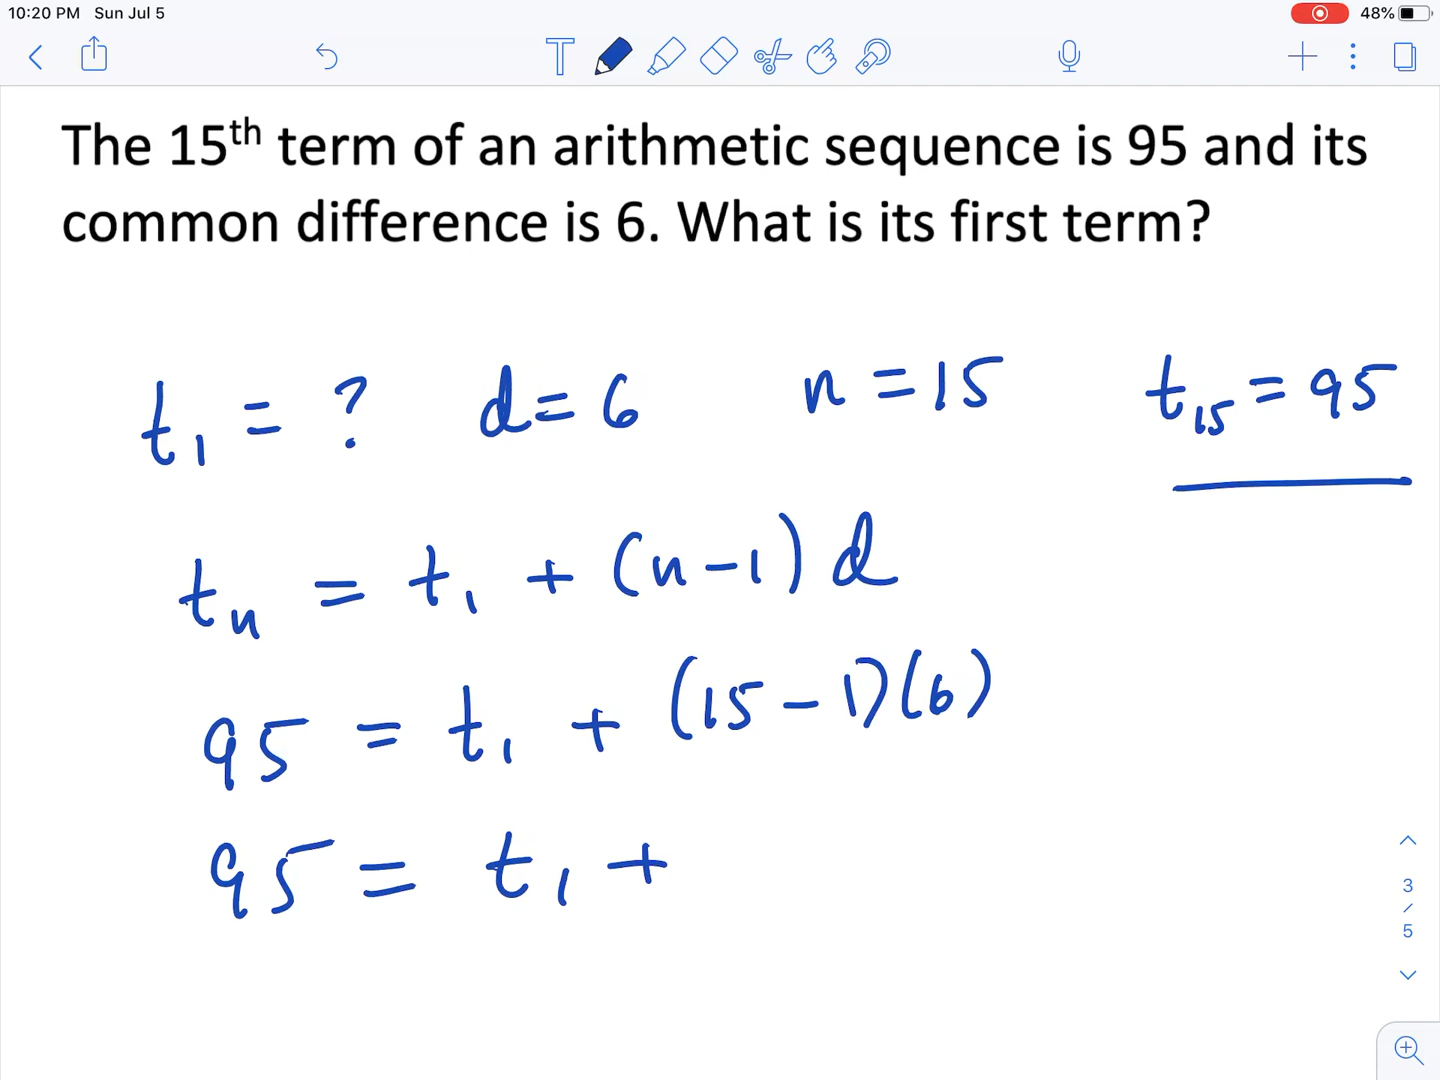 10:20 PM Sun Jul 5 48%
T
The 15th term of an arithmetic sequence is 95 and its
common difference is 6. What is its first term?
t₁ = ? d = 6 n = 15 t₁₅ = 95
tₙ = t₁ + (n − 1) d
95 = t₁ + (15 − 1)(6)
95 = t₁ +
3
/
5